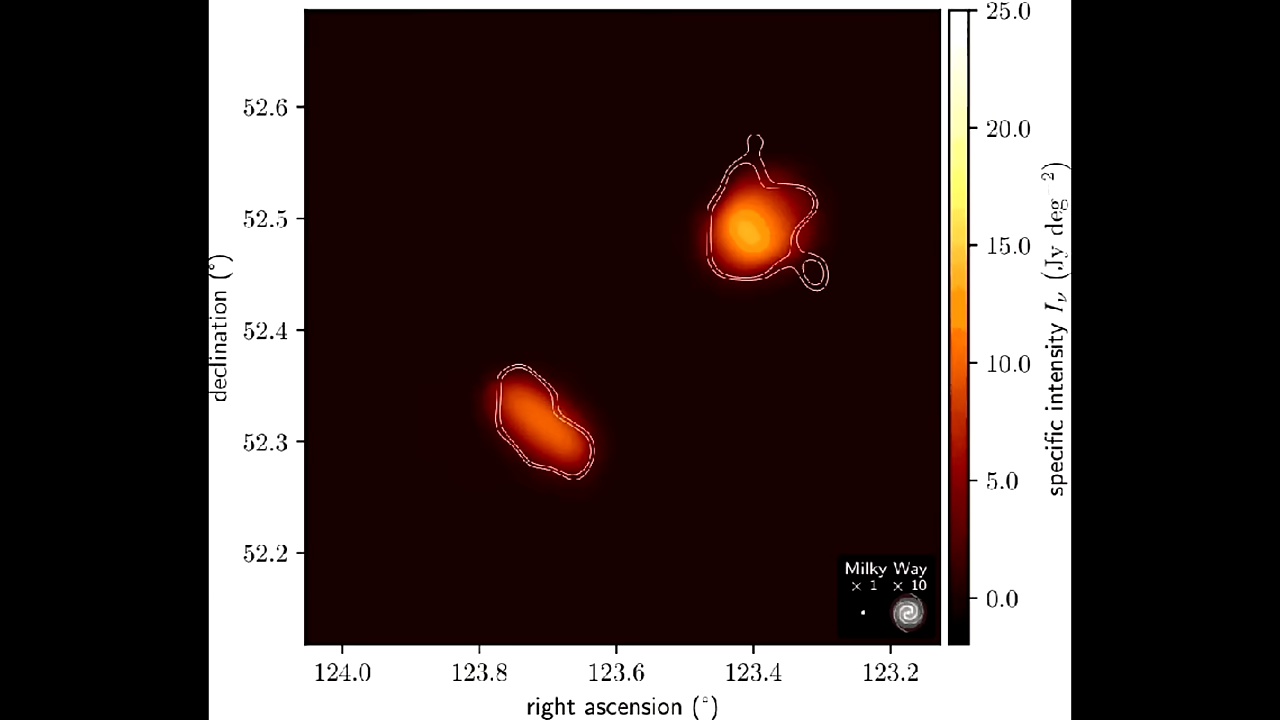 25.0
52.6
20.0
52.5
15.0
52.4
10.0
52.3
5.0
52.2
0.0
declination (°)
specific intensity Iν (Jy deg⁻²)
Milky Way
× 1 × 10
124.0 123.8 123.6 123.4 123.2
right ascension (°)